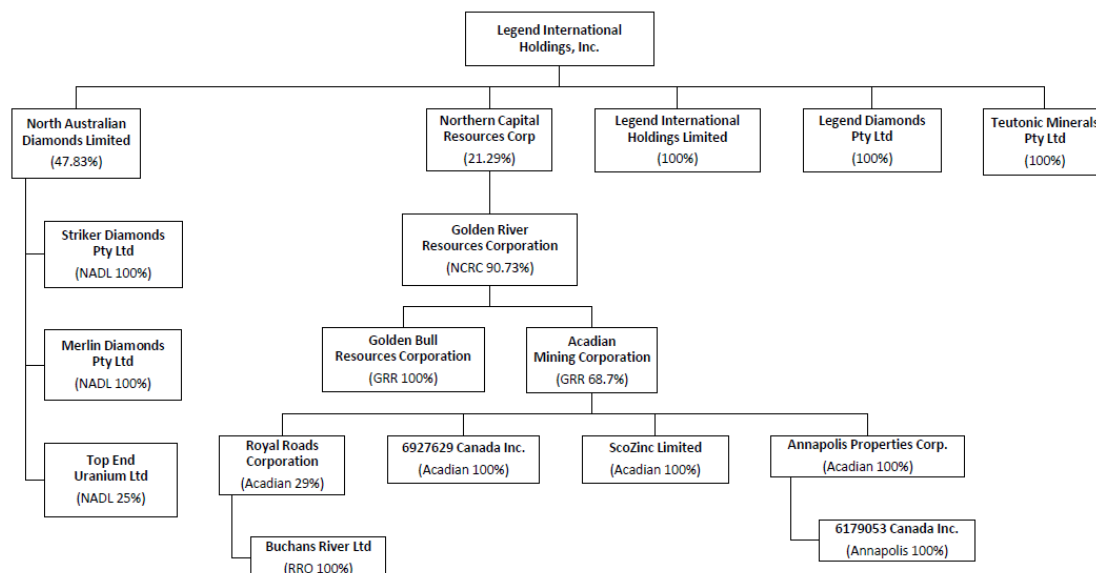 Legend International
Holdings, Inc.
North Australian
Diamonds Limited
(47.83%)
Northern Capital
Resources Corp
(21.29%)
Legend International
Holdings Limited
(100%)
Legend Diamonds
Pty Ltd
(100%)
Teutonic Minerals
Pty Ltd
(100%)
Striker Diamonds
Pty Ltd
(NADL 100%)
Golden River
Resources Corporation
(NCRC 90.73%)
Merlin Diamonds
Pty Ltd
(NADL 100%)
Golden Bull
Resources Corporation
(GRR 100%)
Acadian
Mining Corporation
(GRR 68.7%)
Top End
Uranium Ltd
(NADL 25%)
Royal Roads
Corporation
(Acadian 29%)
6927629 Canada Inc.
(Acadian 100%)
ScoZinc Limited
(Acadian 100%)
Annapolis Properties Corp.
(Acadian 100%)
Buchans River Ltd
(RRO 100%)
6179053 Canada Inc.
(Annapolis 100%)